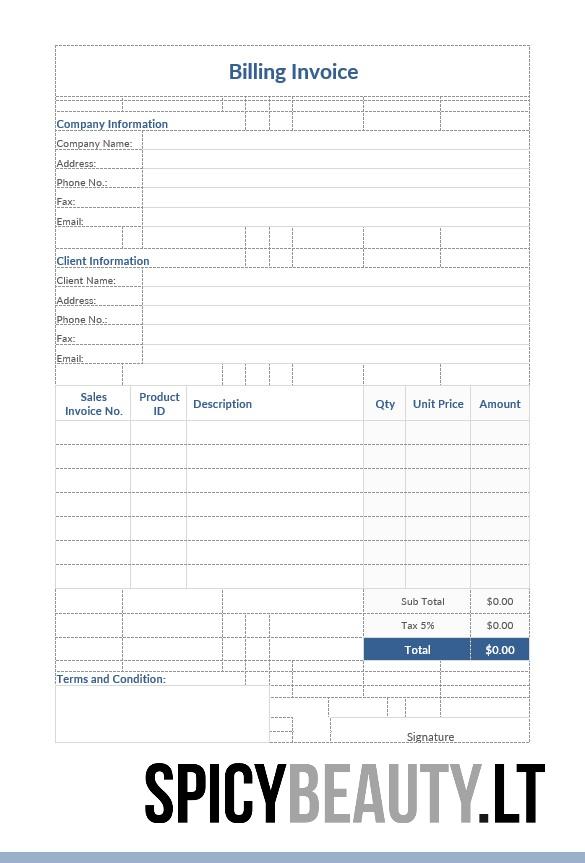 Billing Invoice
Company Information
Company Name:
Address:
Phone No.:
Fax:
Email:
Client Information
Client Name:
Address:
Phone No.:
Fax:
Email:
Sales Invoice No. Product ID Description Qty Unit Price Amount
Sub Total $0.00
Tax 5% $0.00
Total $0.00
Terms and Condition:
Signature
SPICYBEAUTY.LT